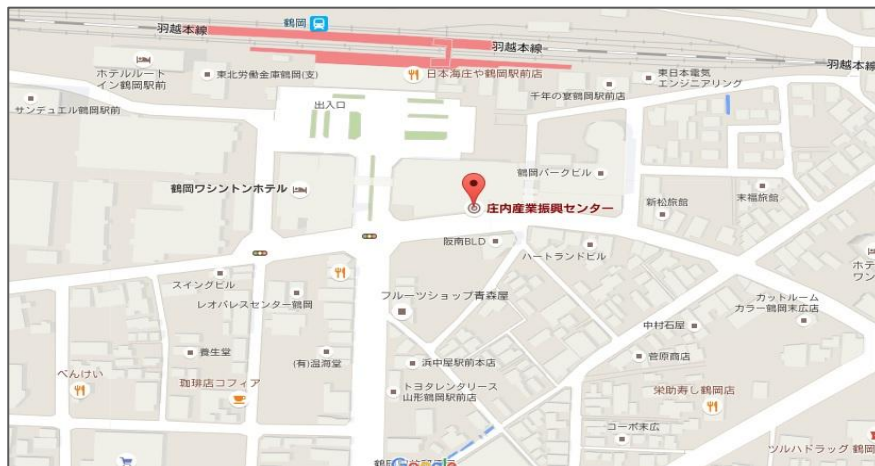 鶴岡
羽越本線
羽越本線
羽越本線
ホテルルート
イン鶴岡駅前
東北労働金庫鶴岡(支)
日本海庄や鶴岡駅前店
東日本電気
エンジニアリング
千年の宴鶴岡駅前店
サンデュエル鶴岡駅前
出入口
鶴岡パークビル
鶴岡ワシントンホテル
庄内産業振興センター
新松旅館
末福旅館
阪南BLD
ハートランドビル
ホテ
ワン
スイングビル
レオパレスセンター鶴岡
フルーツショップ青森屋
カットルーム
カラー鶴岡末広店
中村石屋
養生堂
(有)温海堂
浜中屋駅前本店
菅原商店
べんけい
珈琲店コフィア
トヨタレンタリース
山形鶴岡駅前店
栄助寿し鶴岡店
コーポ末広
ツルハドラッグ 鶴岡
Google